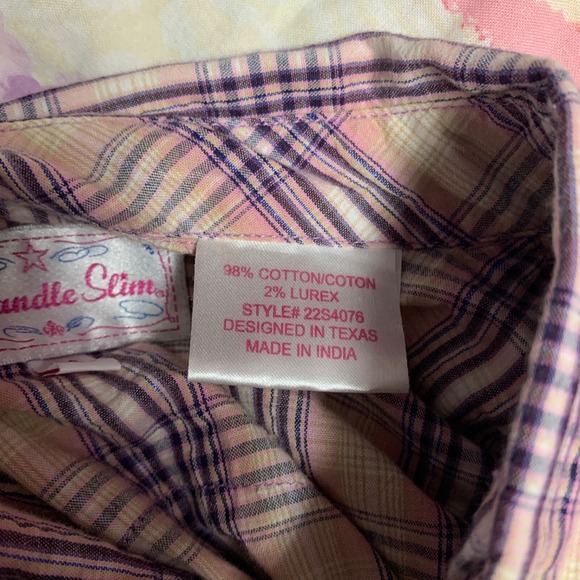 andle Slim
98% COTTON/COTON
2% LUREX
STYLE# 22S4076
DESIGNED IN TEXAS
MADE IN INDIA